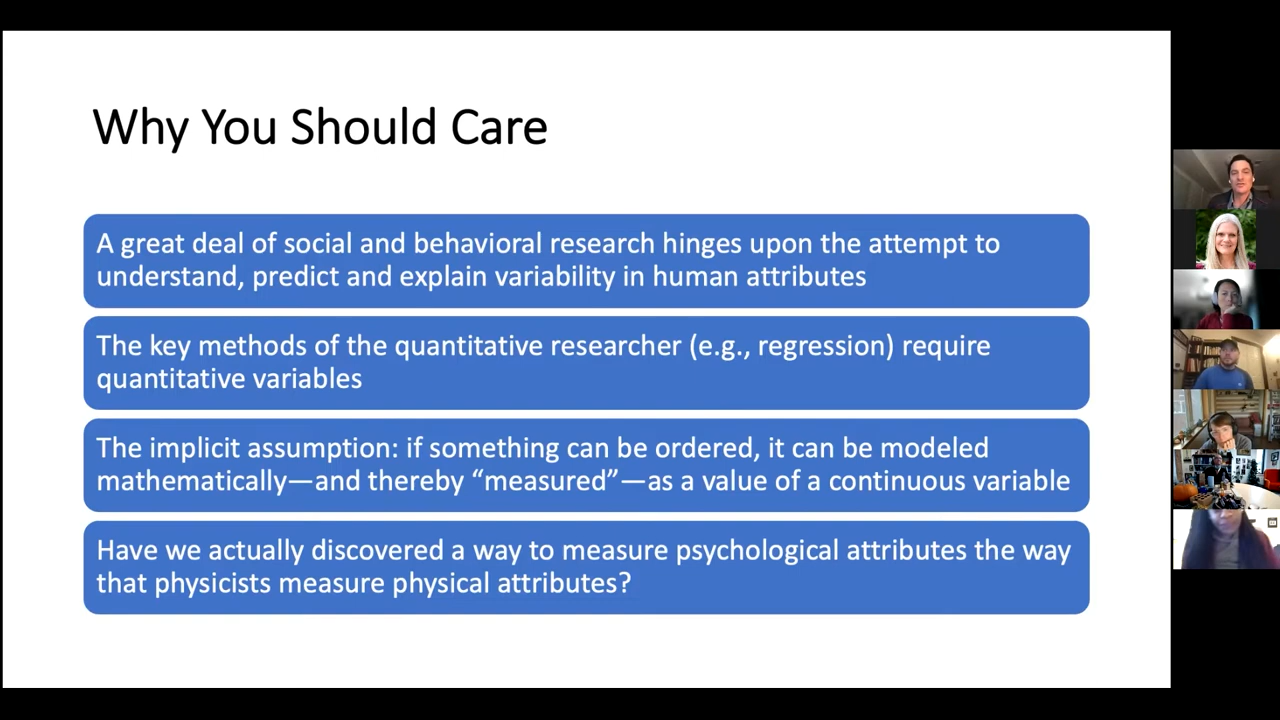 Why You Should Care
A great deal of social and behavioral research hinges upon the attempt to
understand, predict and explain variability in human attributes
The key methods of the quantitative researcher (e.g., regression) require
quantitative variables
The implicit assumption: if something can be ordered, it can be modeled
mathematically—and thereby “measured”—as a value of a continuous variable
Have we actually discovered a way to measure psychological attributes the way
that physicists measure physical attributes?